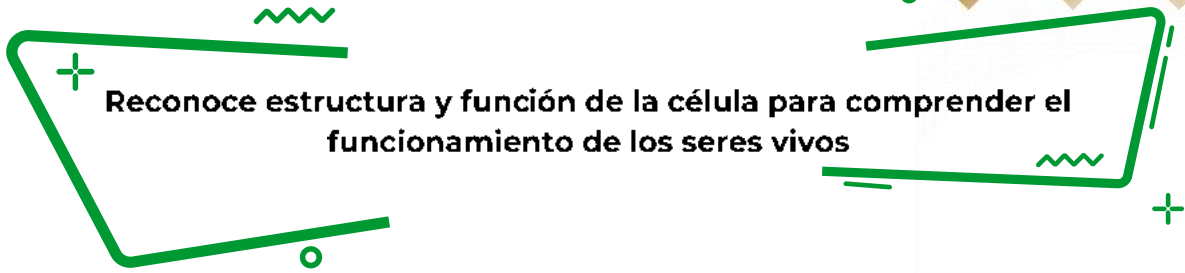 Reconoce estructura y función de la célula para comprender el
funcionamiento de los seres vivos